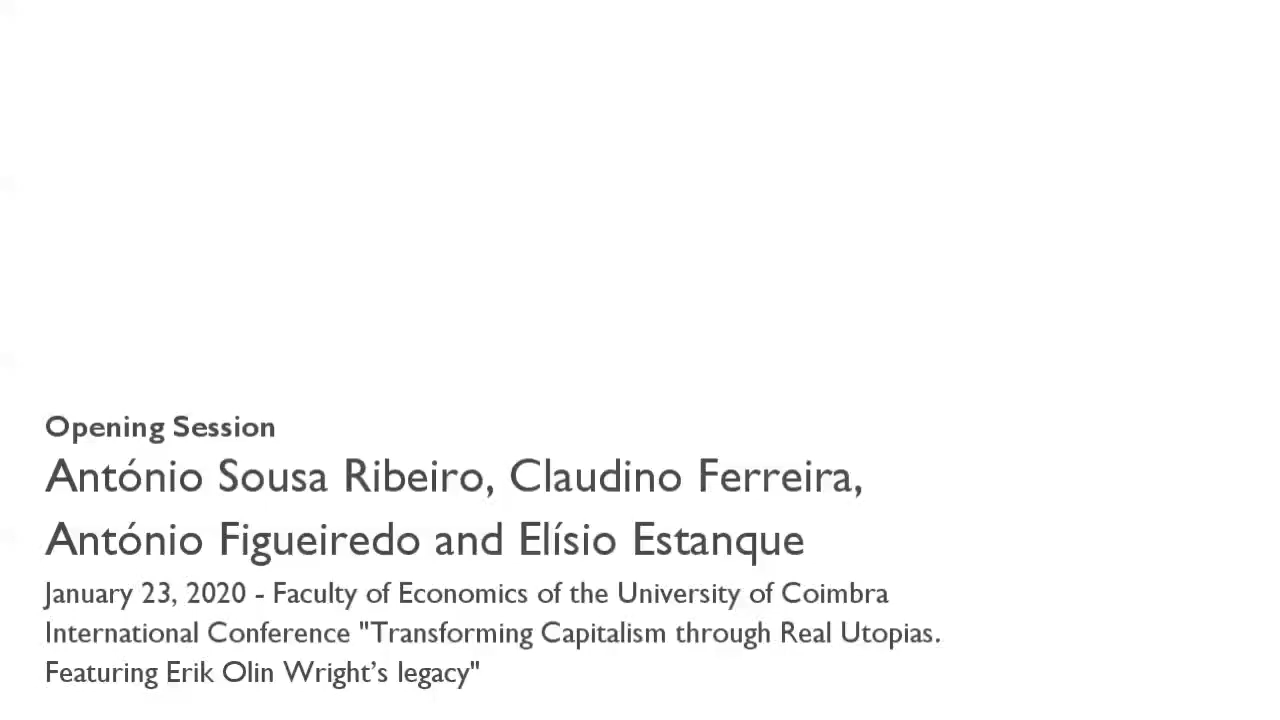 Opening Session
António Sousa Ribeiro, Claudino Ferreira,
António Figueiredo and Elísio Estanque
January 23, 2020 - Faculty of Economics of the University of Coimbra
International Conference "Transforming Capitalism through Real Utopias.
Featuring Erik Olin Wright’s legacy"